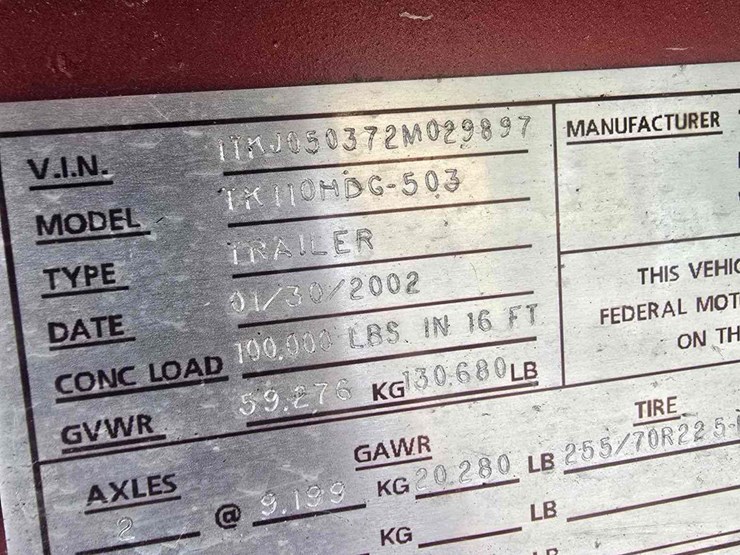 V.I.N. 1TKJ050372M029897 MANUFACTURER
MODEL TK110HDG-503
TYPE TRAILER
DATE 01/30/2002
CONC LOAD 100,000 LBS. IN 16 FT
GVWR 59,276 KG 130,680 LB
THIS VEHIC
FEDERAL MOT
ON TH
GAWR TIRE
AXLES
2 @ 9,199 KG 20,280 LB 255/70R22.5-
KG LB
LB